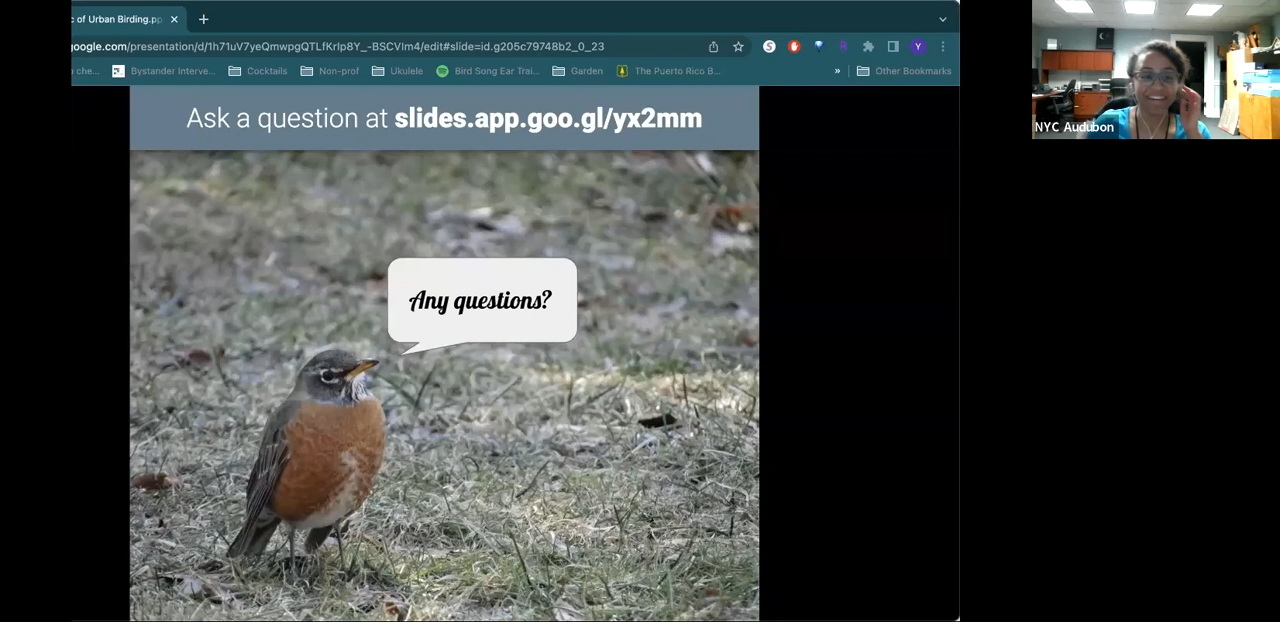 c of Urban Birding.pp
google.com/presentation/d/1h71uV7yeQmwpgQTLfKrIp8Y_-BSCVlm4/edit#slide=id.g205c79748b2_0_23
Y
o che...
Bystander Interve...
Cocktails
Non-prof
Ukulele
Bird Song Ear Trai...
Garden
The Puerto Rico B...
»
Other Bookmarks
Ask a question at slides.app.goo.gl/yx2mm
Any questions?
NYC Audubon